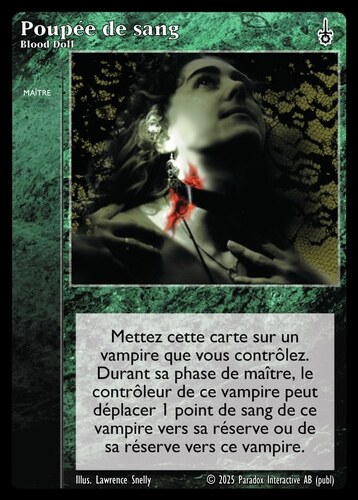 Poupée de sang
Blood Doll
MAÎTRE
Mettez cette carte sur un
vampire que vous contrôlez.
Durant sa phase de maître, le
contrôleur de ce vampire peut
déplacer 1 point de sang de ce
vampire vers sa réserve ou de
sa réserve vers ce vampire.
Illus. Lawrence Snelly
© 2025 Paradox Interactive AB (publ)